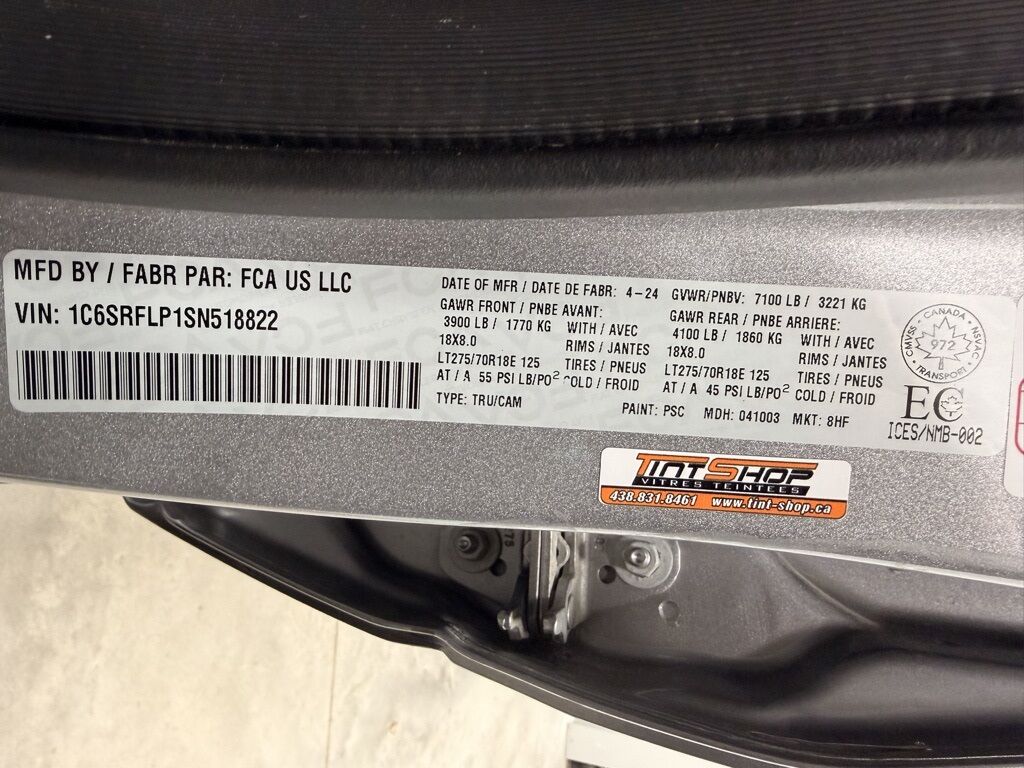 MFD BY / FABR PAR: FCA US LLC
VIN: 1C6SRFLP1SN518822
DATE OF MFR / DATE DE FABR: 4-24 GVWR/PNBV: 7100 LB / 3221 KG
GAWR FRONT / PNBE AVANT:
3900 LB / 1770 KG WITH / AVEC
18X8.0 RIMS / JANTES
LT275/70R18E 125 TIRES / PNEUS
AT / A 55 PSI LB/PO² COLD / FROID
GAWR REAR / PNBE ARRIERE:
4100 LB / 1860 KG WITH / AVEC
18X8.0 RIMS / JANTES
LT275/70R18E 125 TIRES / PNEUS
AT / A 45 PSI LB/PO² COLD / FROID
TYPE: TRU/CAM PAINT: PSC MDH: 041003 MKT: 8HF
CANADA
CMVSS 972 NSVAC
TRANSPORT
EC
ICES/NMB-002
TINTSHOP
VITRES TEINTEES
438.831.8461 www.tint-shop.ca